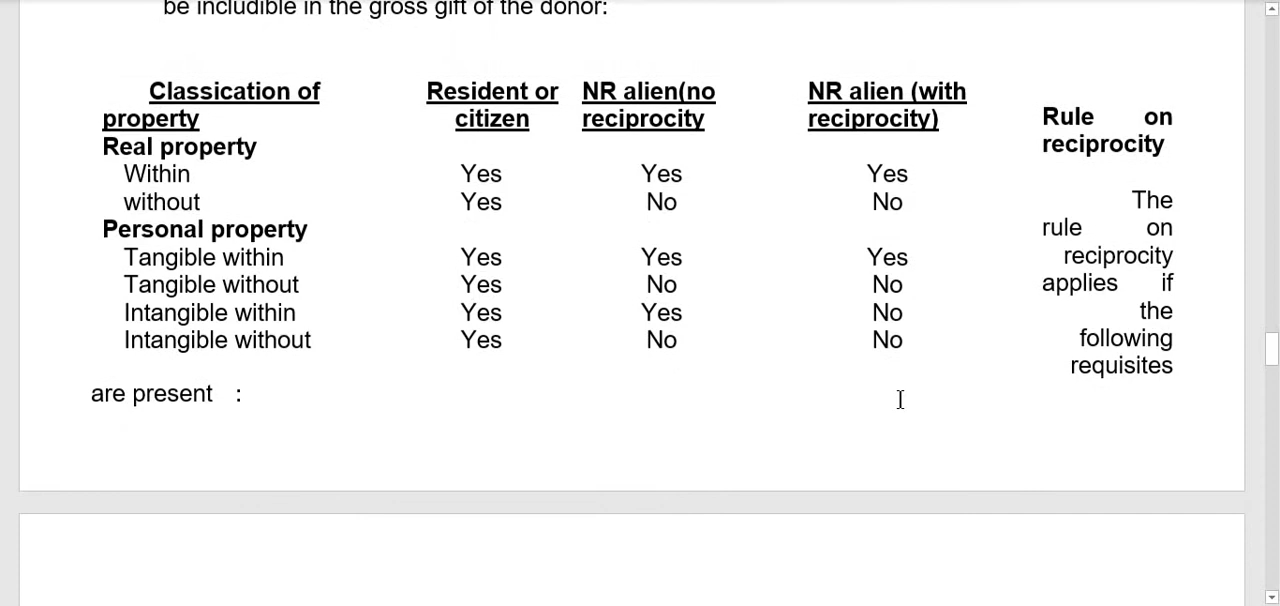 be includible in the gross gift of the donor:
Classication of property Resident or citizen NR alien(no reciprocity NR alien (with reciprocity)
Real property
Within Yes Yes Yes
without Yes No No
Personal property
Tangible within Yes Yes Yes
Tangible without Yes No No
Intangible within Yes Yes No
Intangible without Yes No No
Rule on
reciprocity
The
rule on
reciprocity
applies if
the
following
requisites
are present :